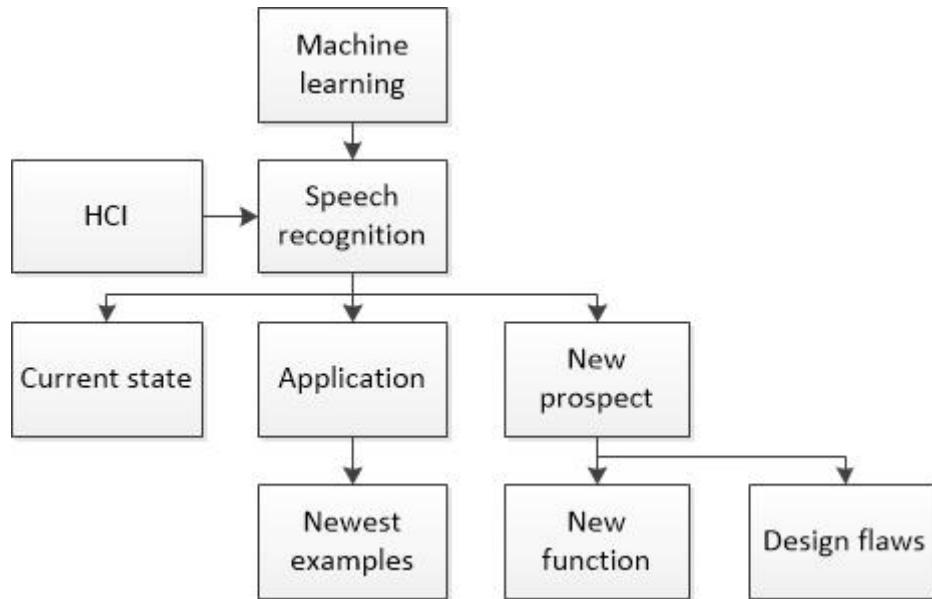 Machine
learning
HCI
Speech
recognition
Current state
Application
New
prospect
Newest
examples
New
function
Design flaws